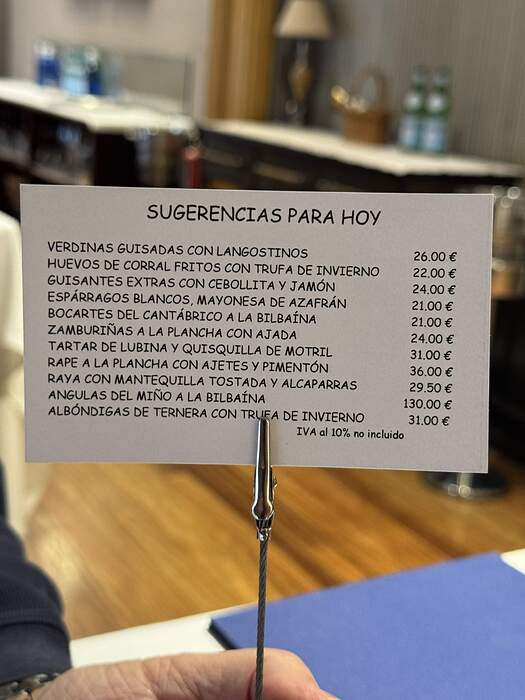 SUGERENCIAS PARA HOY
VERDINAS GUISADAS CON LANGOSTINOS 26.00 €
HUEVOS DE CORRAL FRITOS CON TRUFA DE INVIERNO 22,00 €
GUISANTES EXTRAS CON CEBOLLITA Y JAMÓN 24.00 €
ESPÁRRAGOS BLANCOS, MAYONESA DE AZAFRÁN 21.00 €
BOCARTES DEL CANTÁBRICO A LA BILBAÍNA 21.00 €
ZAMBURIÑAS A LA PLANCHA CON AJADA 24.00 €
TARTAR DE LUBINA Y QUISQUILLA DE MOTRIL 31.00 €
RAPE A LA PLANCHA CON AJETES Y PIMENTÓN 36.00 €
RAYA CON MANTEQUILLA TOSTADA Y ALCAPARRAS 29.50 €
ANGULAS DEL MIÑO A LA BILBAÍNA 130.00 €
ALBÓNDIGAS DE TERNERA CON TRUFA DE INVIERNO 31.00 €
IVA al 10% no incluido